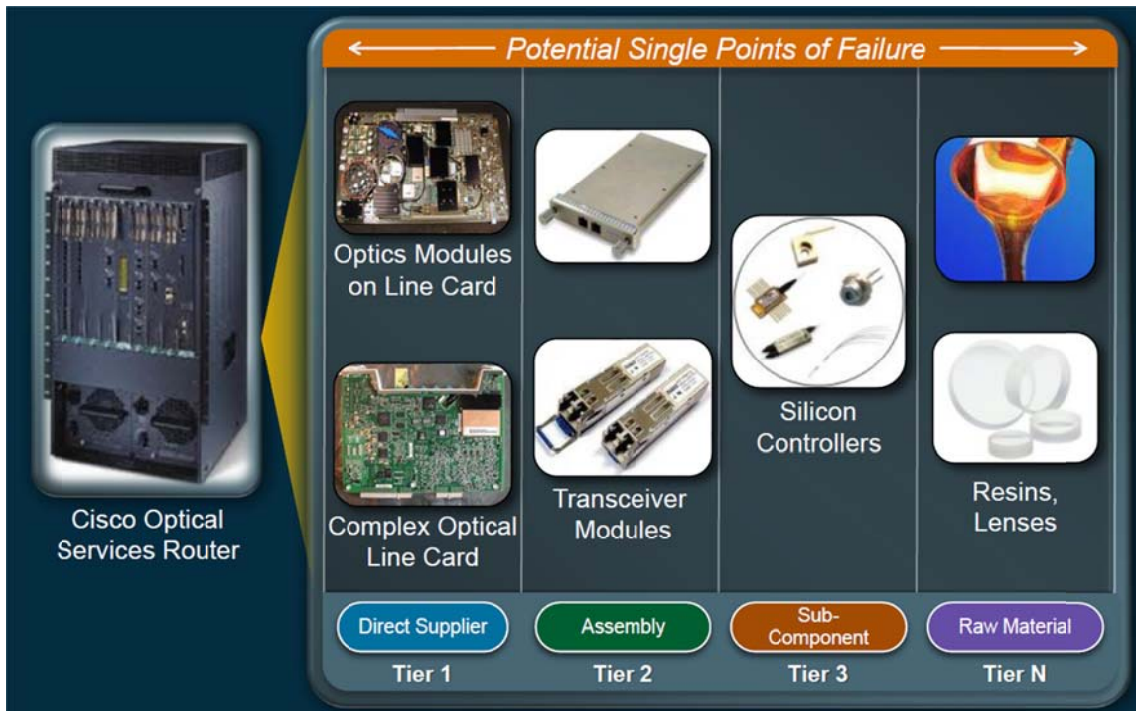 Potential Single Points of Failure
Cisco Optical
Services Router
Optics Modules
on Line Card
Complex Optical
Line Card
Transceiver
Modules
Silicon
Controllers
Resins,
Lenses
Direct Supplier
Assembly
Sub-
Component
Raw Material
Tier 1
Tier 2
Tier 3
Tier N